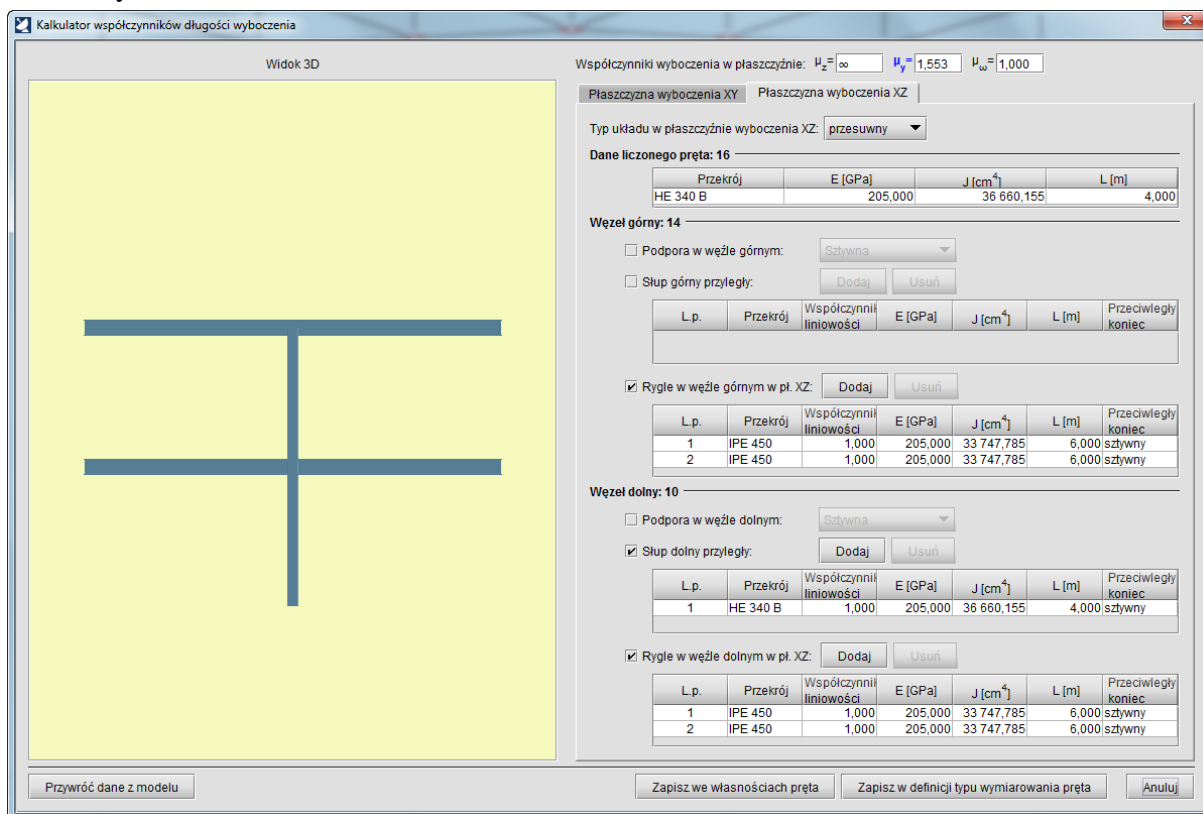 Kalkulator współczynników długości wyboczenia
Widok 3D
Współczynniki wyboczenia w płaszczyźnie: μz= ∞ μy= 1,553 μω= 1,000
Płaszczyzna wyboczenia XY Płaszczyzna wyboczenia XZ
Typ układu w płaszczyźnie wyboczenia XZ: przesuwny
Dane liczonego pręta: 16
Przekrój E [GPa] J [cm4] L [m]
HE 340 B 205,000 36 660,155 4,000
Węzeł górny: 14
Podpora w węźle górnym: Sztywna
Słup górny przyległy: Dodaj Usuń
L.p. Przekrój Współczynnik liniowości E [GPa] J [cm4] L [m] Przeciwległy koniec
Rygle w węźle górnym w pł. XZ: Dodaj Usuń
L.p. Przekrój Współczynnik liniowości E [GPa] J [cm4] L [m] Przeciwległy koniec
1 IPE 450 1,000 205,000 33 747,785 6,000 sztywny
2 IPE 450 1,000 205,000 33 747,785 6,000 sztywny
Węzeł dolny: 10
Podpora w węźle dolnym: Sztywna
Słup dolny przyległy: Dodaj Usuń
L.p. Przekrój Współczynnik liniowości E [GPa] J [cm4] L [m] Przeciwległy koniec
1 HE 340 B 1,000 205,000 36 660,155 4,000 sztywny
Rygle w węźle dolnym w pł. XZ: Dodaj Usuń
L.p. Przekrój Współczynnik liniowości E [GPa] J [cm4] L [m] Przeciwległy koniec
1 IPE 450 1,000 205,000 33 747,785 6,000 sztywny
2 IPE 450 1,000 205,000 33 747,785 6,000 sztywny
Przywróć dane z modelu Zapisz we własnościach pręta Zapisz w definicji typu wymiarowania pręta Anuluj